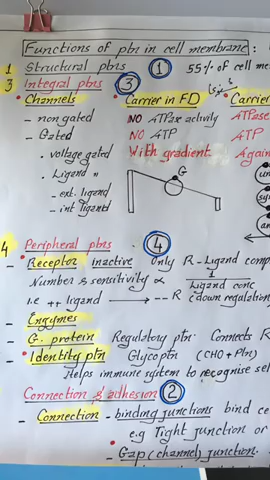 Functions of ptn in cell membrane:
1 Structural ptns ① 55% of cell me
3 Integral ptns ③
• Channels Carrier in FD • Carrier
- non gated NO ATPase activity ATPase
- Gated NO ATP ATP
. voltage gated With gradient Again
. Ligand "
- ext. ligand G
- int ligand
4 Peripheral ptns ④
- Receptor inactive Only R-Ligand comp
Number & sensitivity ∝ 1/Ligand conc
i.e ++ ligand → -- R (down regulation
- Enzymes
- G. protein Regulatory ptn Connects R
- Identity ptn Glycoptn (CHO + Ptn)
Helps immune system to recognise sel
Connection & adhesion ②
- Connection - binding junctions bind ce
e.g Tight junction or
- Gap (channel) junction.